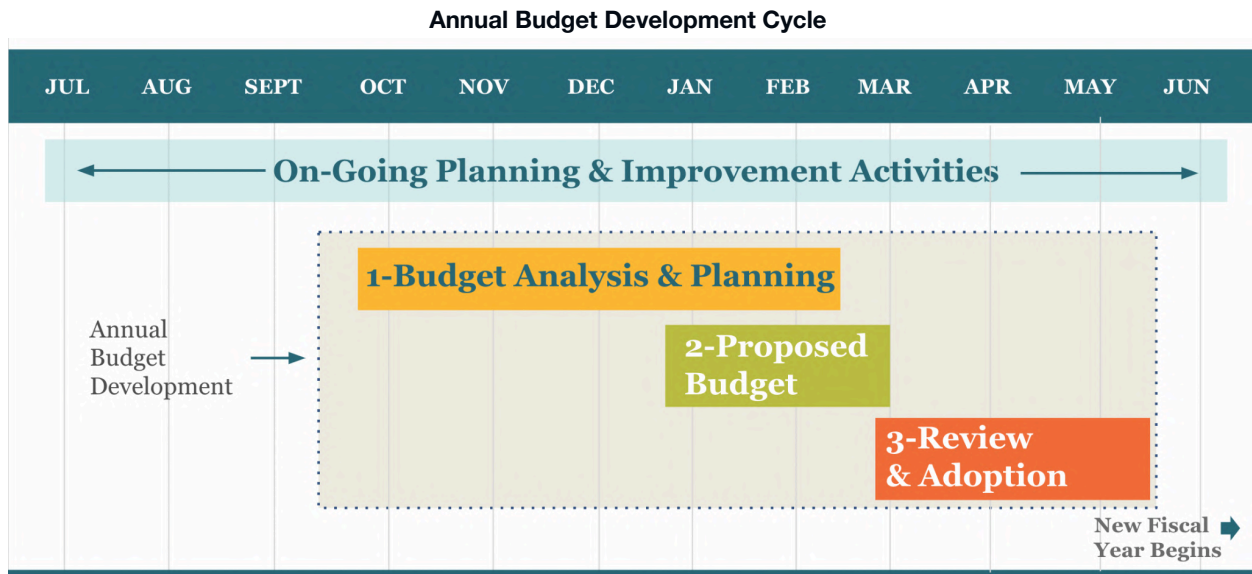 Annual Budget Development Cycle
JUL AUG SEPT OCT NOV DEC JAN FEB MAR APR MAY JUN
On-Going Planning & Improvement Activities
1-Budget Analysis & Planning
Annual
Budget
Development
2-Proposed
Budget
3-Review
& Adoption
New Fiscal
Year Begins